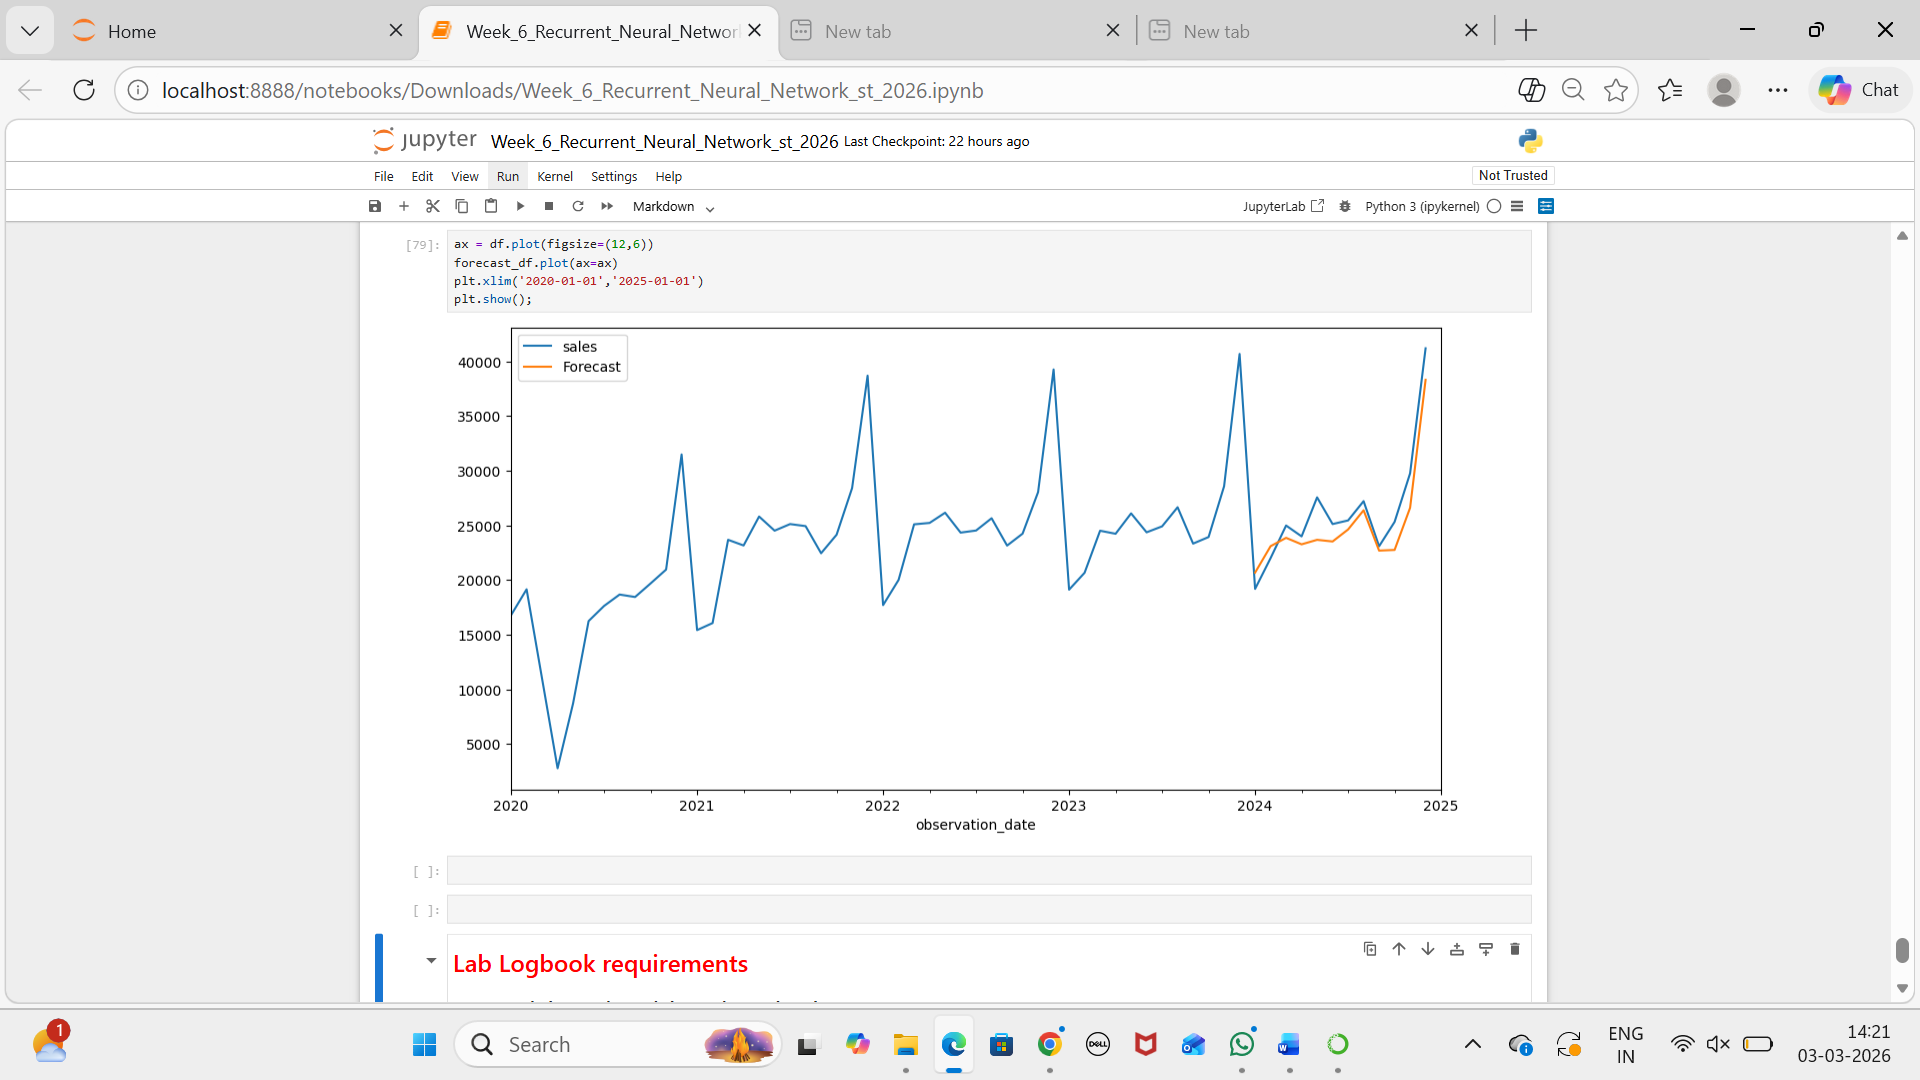 Home
Week_6_Recurrent_Neural_Networ
New tab
New tab
localhost:8888/notebooks/Downloads/Week_6_Recurrent_Neural_Network_st_2026.ipynb
Chat
jupyter
Week_6_Recurrent_Neural_Network_st_2026 Last Checkpoint: 22 hours ago
File Edit View Run Kernel Settings Help
Not Trusted
Markdown
JupyterLab
Python 3 (ipykernel)
[79]:
ax = df.plot(figsize=(12,6))
forecast_df.plot(ax=ax)
plt.xlim('2020-01-01','2025-01-01')
plt.show();
sales
Forecast
40000
35000
30000
25000
20000
15000
10000
5000
2020 2021 2022 2023 2024 2025
observation_date
[ ]:
[ ]:
Lab Logbook requirements
1
Search
DELL
W
ENG
IN
14:21
03-03-2026